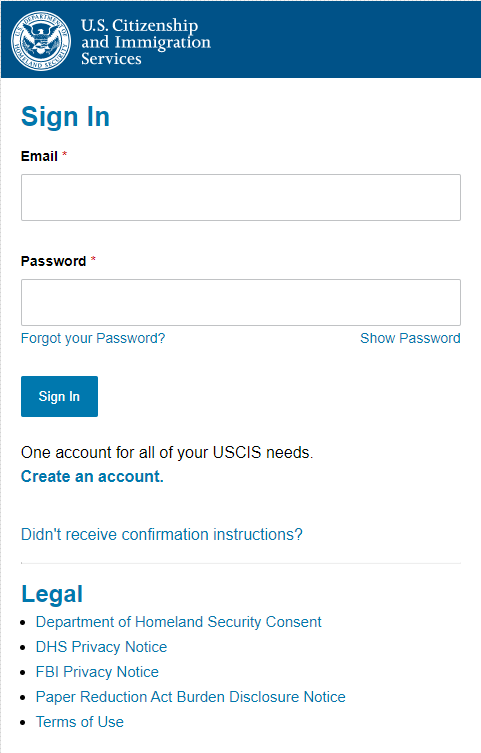 U.S. Citizenship
and Immigration
Services
Sign In
Email *
Password *
Forgot your Password? Show Password
Sign In
One account for all of your USCIS needs.
Create an account.
Didn't receive confirmation instructions?
Legal
Department of Homeland Security Consent
DHS Privacy Notice
FBI Privacy Notice
Paper Reduction Act Burden Disclosure Notice
Terms of Use